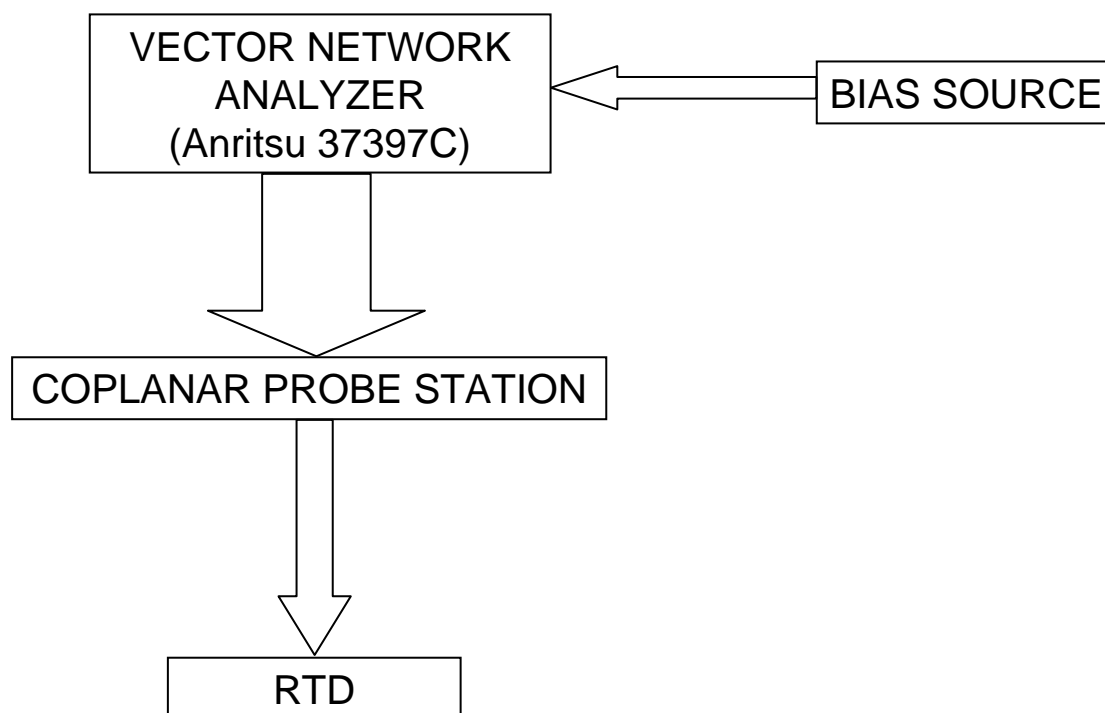 VECTOR NETWORK
ANALYZER
(Anritsu 37397C)
BIAS SOURCE
COPLANAR PROBE STATION
RTD